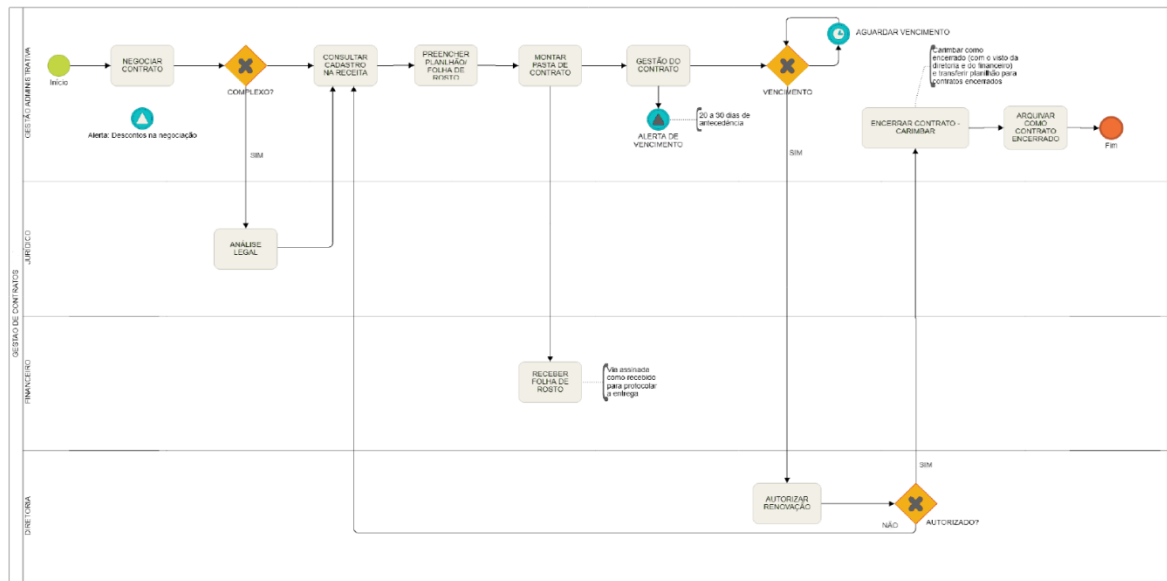 GESTÃO DE CONTRATOS
GESTÃO ADMINISTRATIVA
Início
NEGOCIAR
CONTRATO
Alerta: Descontos na negociação
COMPLEXO?
SIM
CONSULTAR
CADASTRO
NA RECEITA
PREENCHER
PLANILHÃO/
FOLHA DE
ROSTO
MONTAR
PASTA DE
CONTRATO
GESTÃO DO
CONTRATO
ALERTA DE
VENCIMENTO
20 a 30 dias de
antecedência
VENCIMENTO
SIM
AGUARDAR VENCIMENTO
Carimbar como
encerrado (com o visto da
diretoria e do financeiro)
e transferir planilhão para
contratos encerrados
ENCERRAR CONTRATO -
CARIMBAR
ARQUIVAR
COMO
CONTRATO
ENCERRADO
Fim
JURÍDICO
ANÁLISE
LEGAL
FINANCEIRO
RECEBER
FOLHA DE
ROSTO
Via assinada
como recebido
para protocolar
a entrega
DIRETORIA
AUTORIZAR
RENOVAÇÃO
SIM
NÃO
AUTORIZADO?